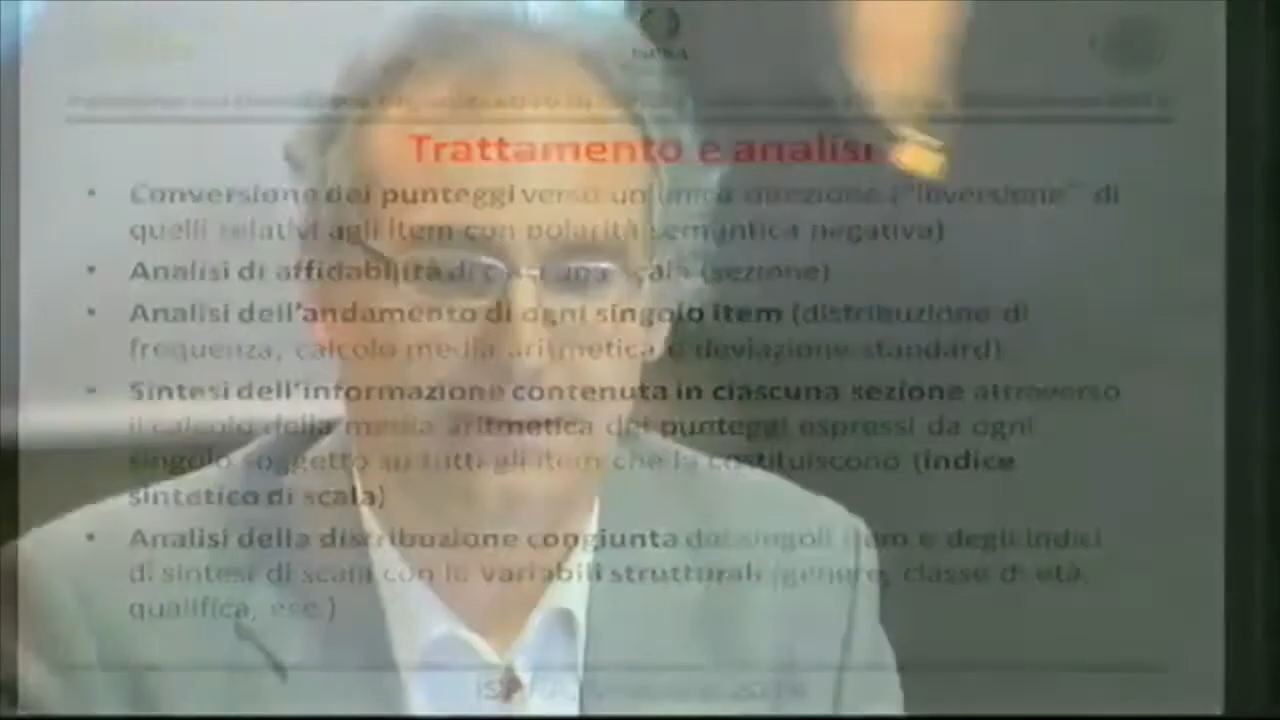 ISPRA
Trattamento e analisi
• Conversione dei punteggi verso un'unica direzione ("inversione" di
quelli relativi agli item con polarità semantica negativa)
• Analisi di affidabilità di ciascuna scala (sezione)
• Analisi dell'andamento di ogni singolo item (distribuzione di
frequenza, calcolo media aritmetica e deviazione standard)
• Sintesi dell'informazione contenuta in ciascuna sezione attraverso
il calcolo della media aritmetica dei punteggi espressi da ogni
singolo soggetto su tutti gli item che la costituiscono (indice
sintetico di scala)
• Analisi della distribuzione congiunta dei singoli item e degli indici
di sintesi di scala con le variabili strutturali (genere, classe di età,
qualifica, ese.)
2014